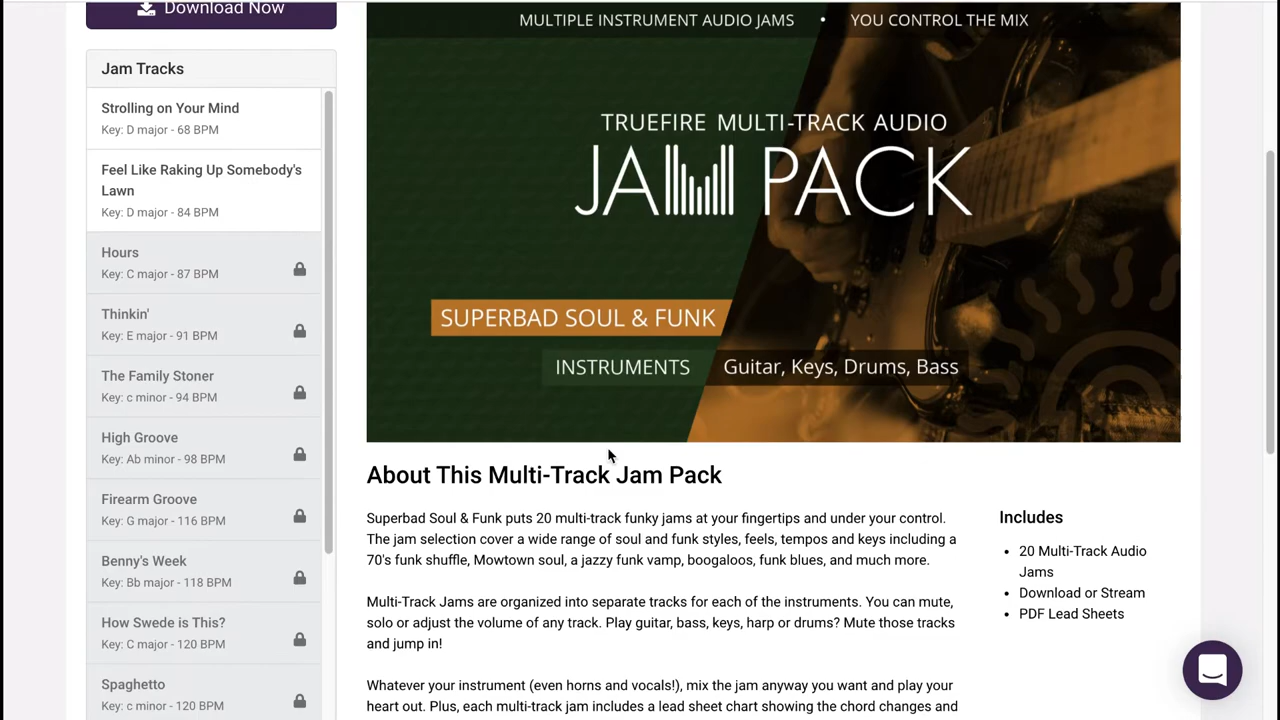 Download Now
Jam Tracks
Strolling on Your Mind
Key: D major - 68 BPM
Feel Like Raking Up Somebody's
Lawn
Key: D major - 84 BPM
Hours
Key: C major - 87 BPM
Thinkin'
Key: E major - 91 BPM
The Family Stoner
Key: c minor - 94 BPM
High Groove
Key: Ab minor - 98 BPM
Firearm Groove
Key: G major - 116 BPM
Benny's Week
Key: Bb major - 118 BPM
How Swede is This?
Key: C major - 120 BPM
Spaghetto
Key: c minor - 120 BPM
MULTIPLE INSTRUMENT AUDIO JAMS • YOU CONTROL THE MIX
TRUEFIRE MULTI-TRACK AUDIO
JAM PACK
SUPERBAD SOUL & FUNK
INSTRUMENTS Guitar, Keys, Drums, Bass
About This Multi-Track Jam Pack
Superbad Soul & Funk puts 20 multi-track funky jams at your fingertips and under your control.
The jam selection cover a wide range of soul and funk styles, feels, tempos and keys including a
70's funk shuffle, Mowtown soul, a jazzy funk vamp, boogaloos, funk blues, and much more.
Multi-Track Jams are organized into separate tracks for each of the instruments. You can mute,
solo or adjust the volume of any track. Play guitar, bass, keys, harp or drums? Mute those tracks
and jump in!
Whatever your instrument (even horns and vocals!), mix the jam anyway you want and play your
heart out. Plus, each multi-track jam includes a lead sheet chart showing the chord changes and
Includes
• 20 Multi-Track Audio
Jams
• Download or Stream
• PDF Lead Sheets